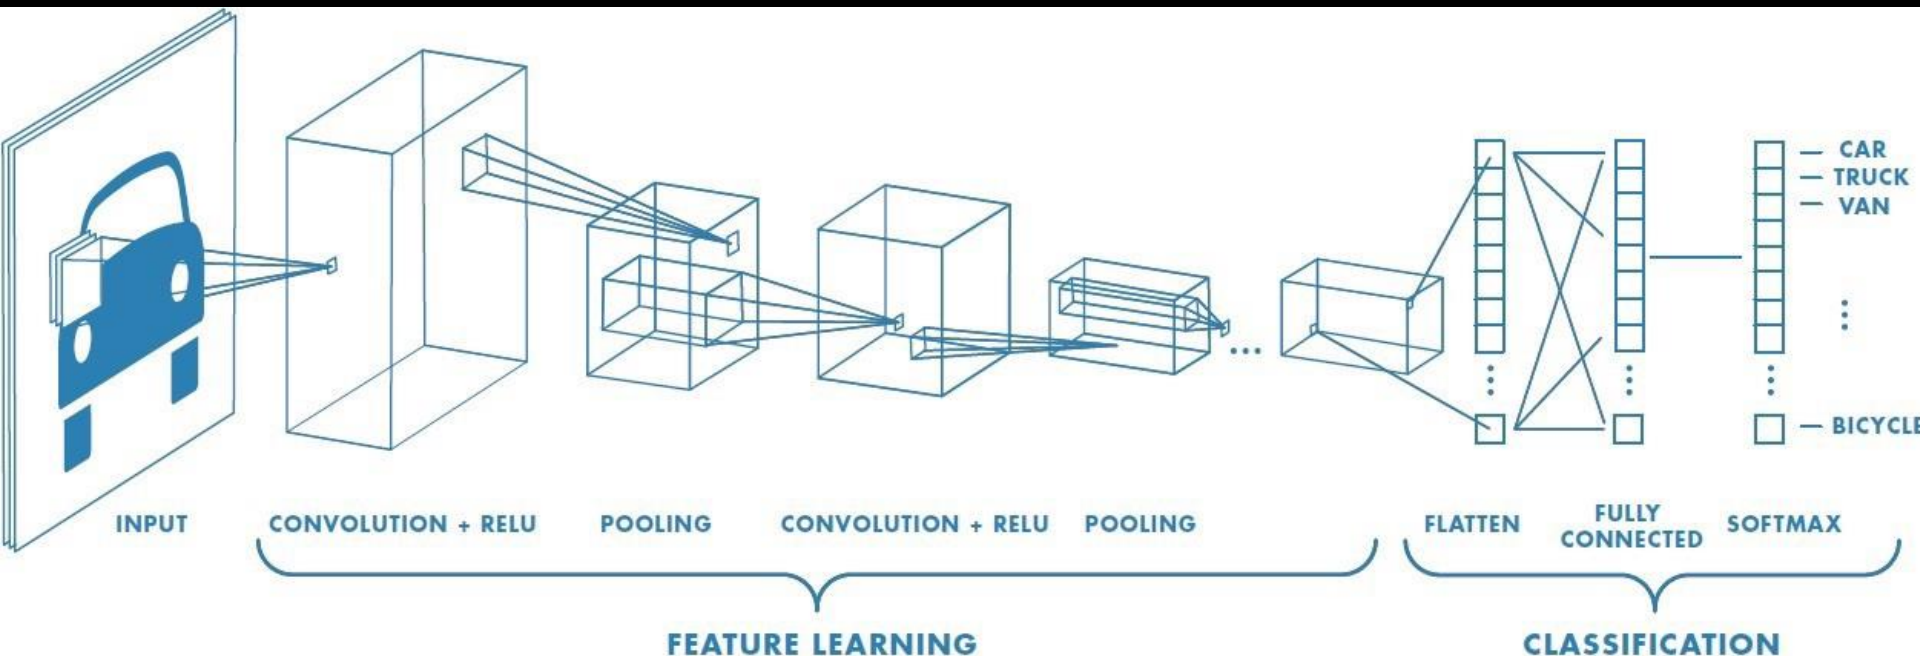 CAR
TRUCK
VAN
BICYCLE
INPUT
CONVOLUTION + RELU
POOLING
CONVOLUTION + RELU
POOLING
FLATTEN
FULLY
CONNECTED
SOFTMAX
FEATURE LEARNING
CLASSIFICATION